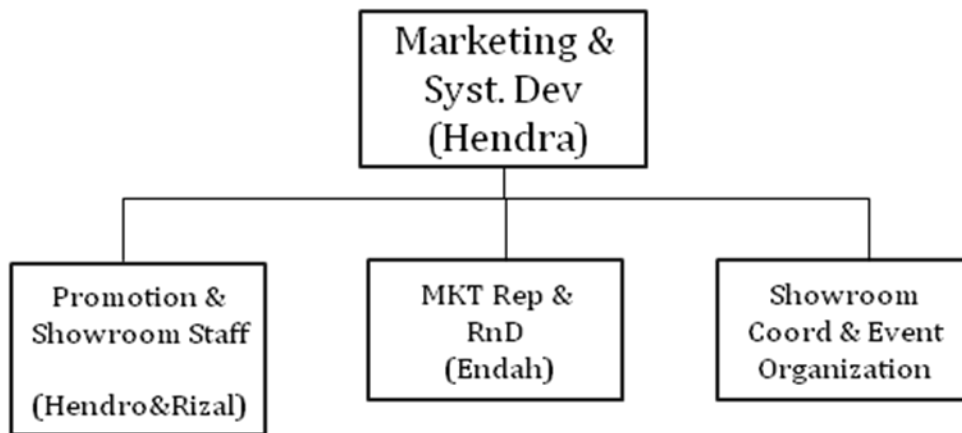 Marketing &
Syst. Dev
(Hendra)
Promotion &
Showroom Staff
(Hendro&Rizal)
MKT Rep &
RnD
(Endah)
Showroom
Coord & Event
Organization